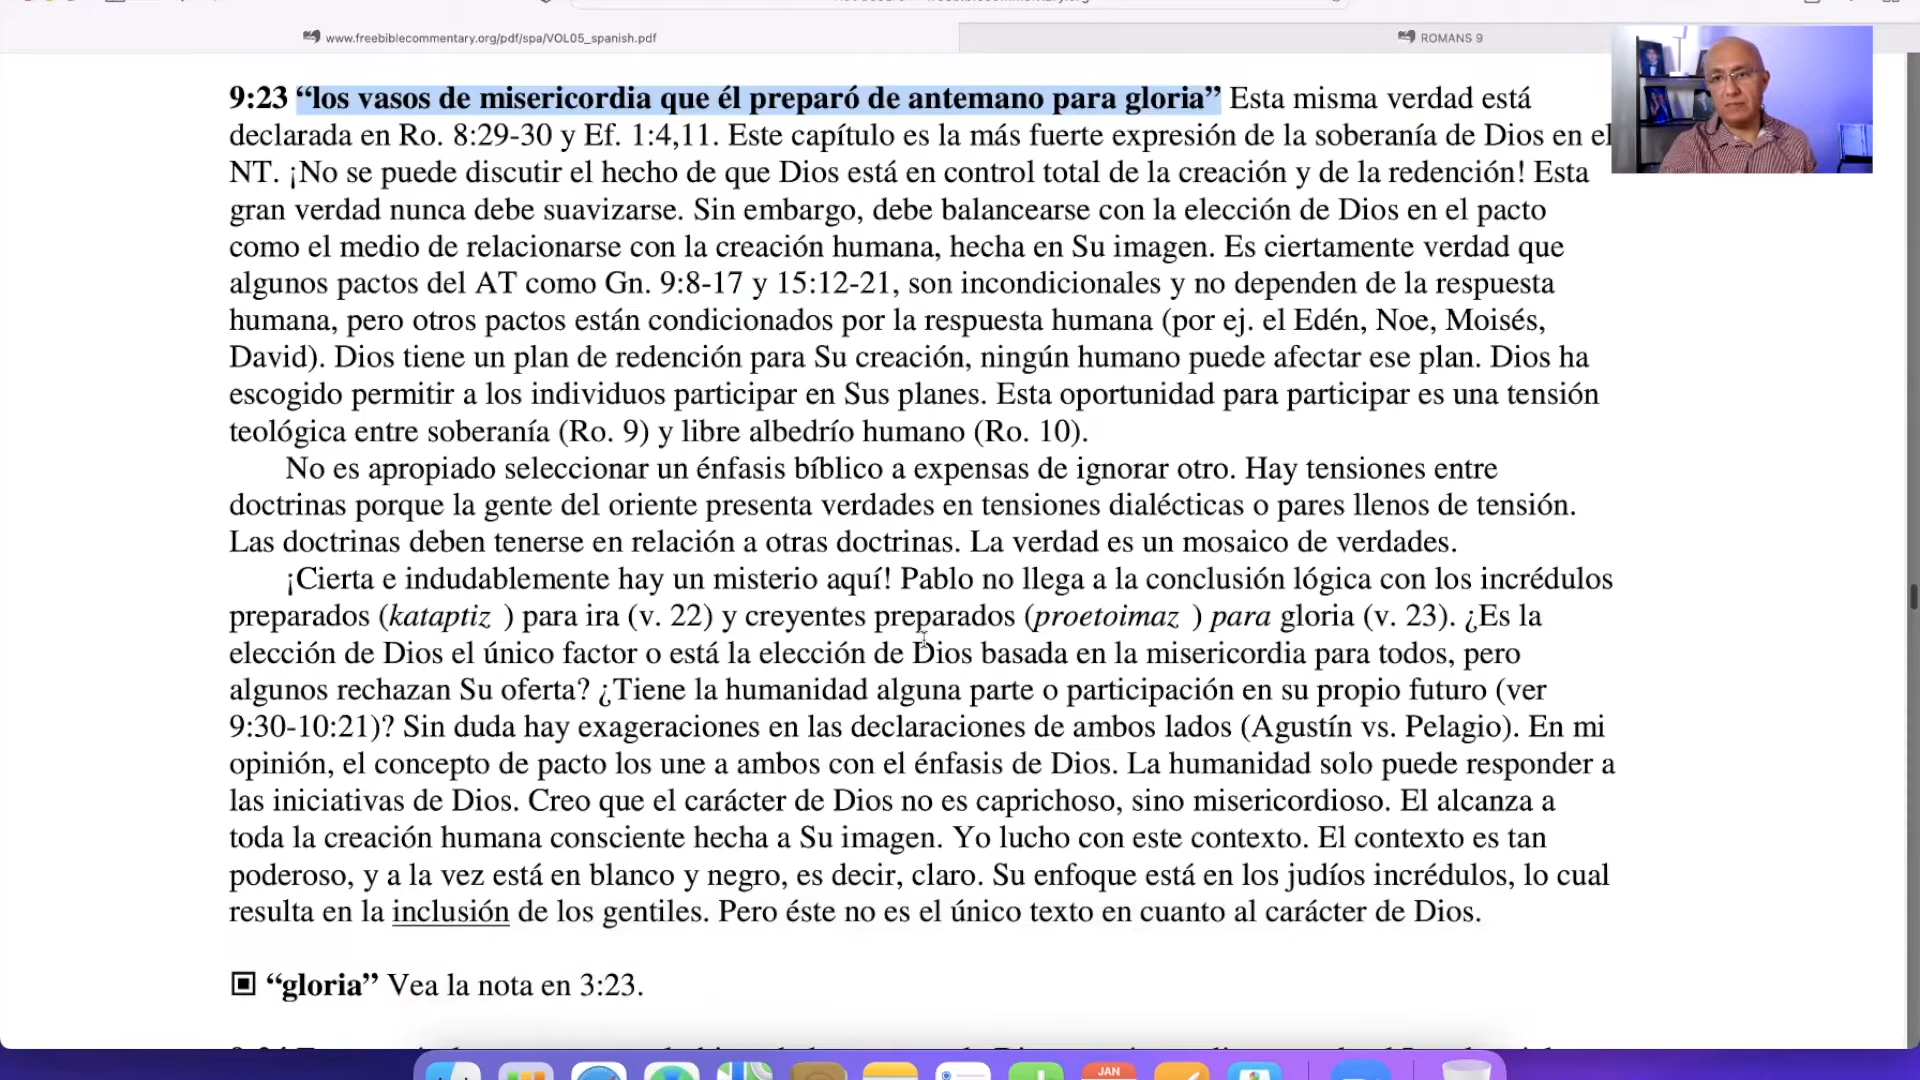 www.freebiblecommentary.org/pdf/spa/VOL05_spanish.pdf
ROMANS 9
9:23 “los vasos de misericordia que él preparó de antemano para gloria” Esta misma verdad está
declarada en Ro. 8:29-30 y Ef. 1:4,11. Este capítulo es la más fuerte expresión de la soberanía de Dios en el
NT. ¡No se puede discutir el hecho de que Dios está en control total de la creación y de la redención! Esta
gran verdad nunca debe suavizarse. Sin embargo, debe balancearse con la elección de Dios en el pacto
como el medio de relacionarse con la creación humana, hecha en Su imagen. Es ciertamente verdad que
algunos pactos del AT como Gn. 9:8-17 y 15:12-21, son incondicionales y no dependen de la respuesta
humana, pero otros pactos están condicionados por la respuesta humana (por ej. el Edén, Noe, Moisés,
David). Dios tiene un plan de redención para Su creación, ningún humano puede afectar ese plan. Dios ha
escogido permitir a los individuos participar en Sus planes. Esta oportunidad para participar es una tensión
teológica entre soberanía (Ro. 9) y libre albedrío humano (Ro. 10).
No es apropiado seleccionar un énfasis bíblico a expensas de ignorar otro. Hay tensiones entre
doctrinas porque la gente del oriente presenta verdades en tensiones dialécticas o pares llenos de tensión.
Las doctrinas deben tenerse en relación a otras doctrinas. La verdad es un mosaico de verdades.
¡Cierta e indudablemente hay un misterio aquí! Pablo no llega a la conclusión lógica con los incrédulos
preparados (kataptiz ) para ira (v. 22) y creyentes preparados (proetoimaz ) para gloria (v. 23). ¿Es la
elección de Dios el único factor o está la elección de Dios basada en la misericordia para todos, pero
algunos rechazan Su oferta? ¿Tiene la humanidad alguna parte o participación en su propio futuro (ver
9:30-10:21)? Sin duda hay exageraciones en las declaraciones de ambos lados (Agustín vs. Pelagio). En mi
opinión, el concepto de pacto los une a ambos con el énfasis de Dios. La humanidad solo puede responder a
las iniciativas de Dios. Creo que el carácter de Dios no es caprichoso, sino misericordioso. El alcanza a
toda la creación humana consciente hecha a Su imagen. Yo lucho con este contexto. El contexto es tan
poderoso, y a la vez está en blanco y negro, es decir, claro. Su enfoque está en los judíos incrédulos, lo cual
resulta en la inclusión de los gentiles. Pero éste no es el único texto en cuanto al carácter de Dios.
“gloria” Vea la nota en 3:23.
JAN